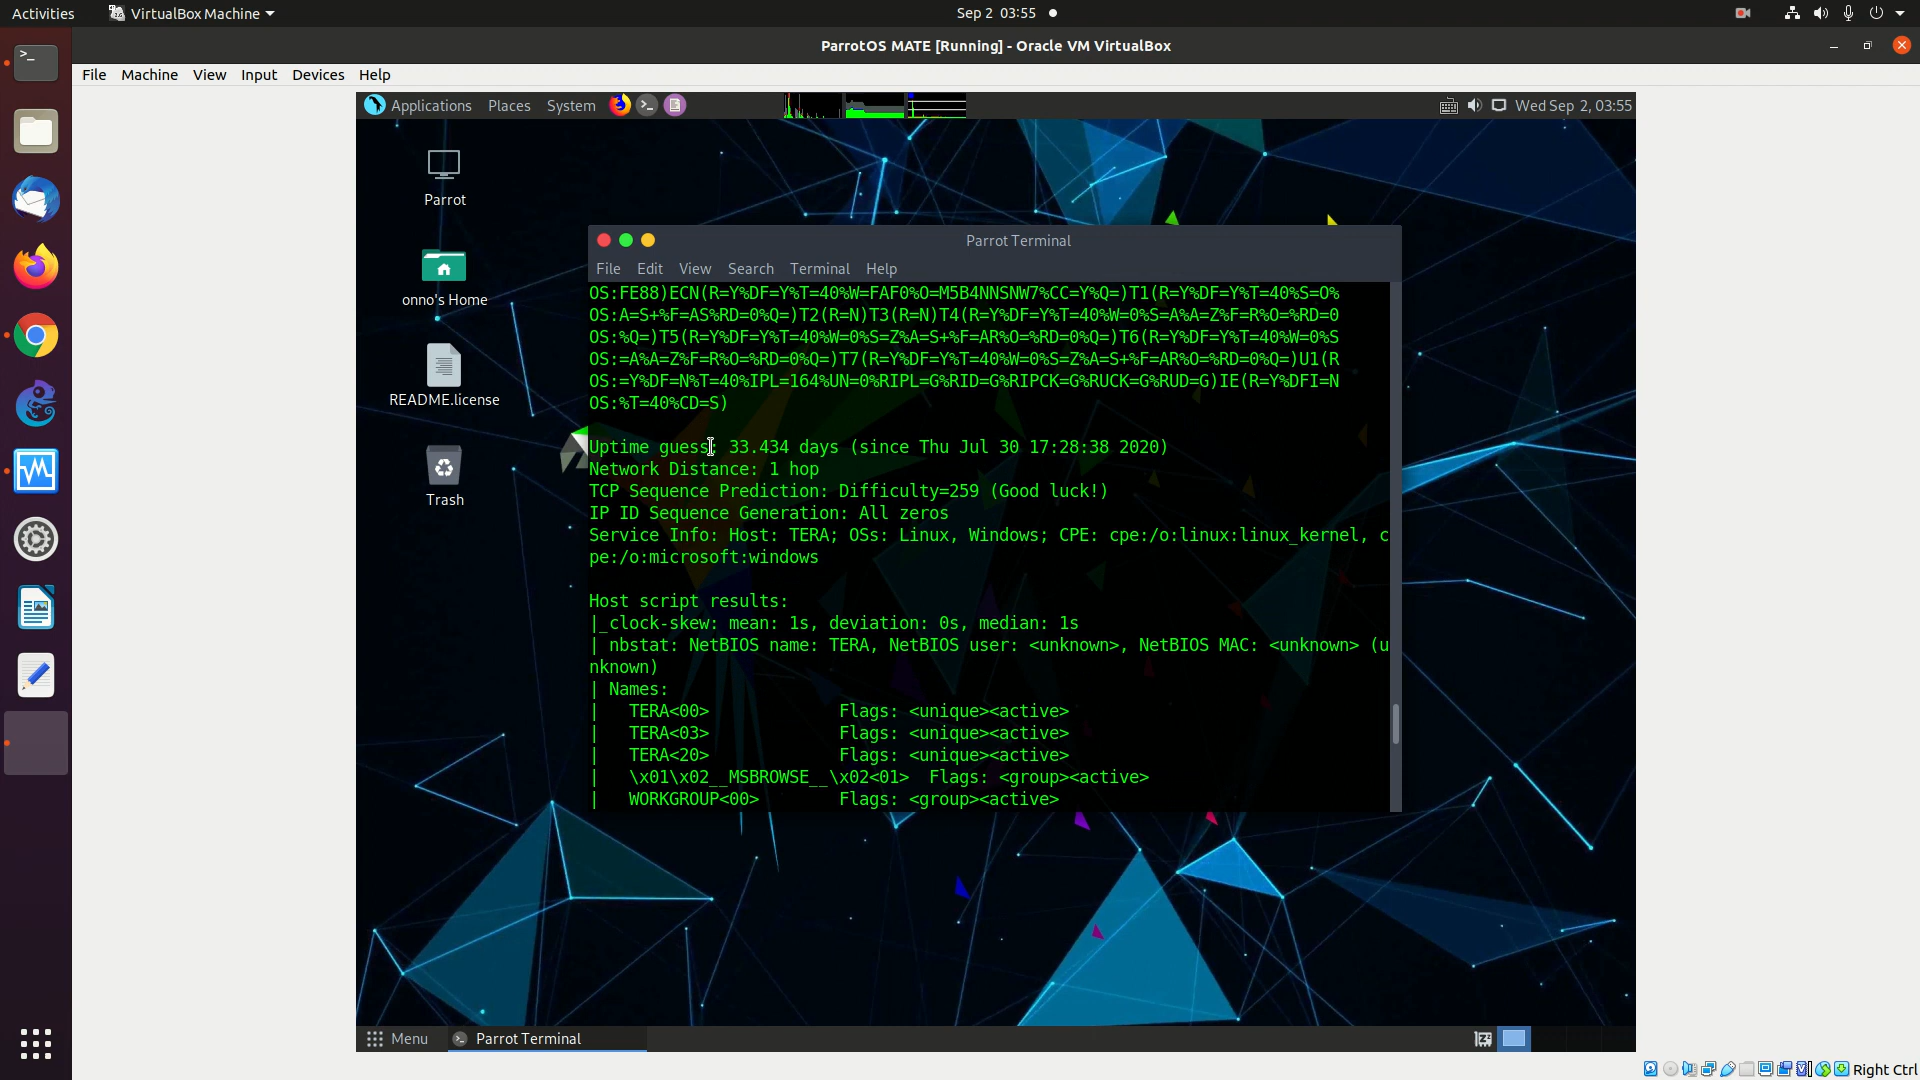 Activities
VirtualBox Machine
Sep 2 03:55
ParrotOS MATE [Running] - Oracle VM VirtualBox
File Machine View Input Devices Help
Applications Places System
Wed Sep 2, 03:55
Parrot
onno's Home
README.license
Trash
Parrot Terminal
File Edit View Search Terminal Help
OS:FE88)ECN(R=Y%DF=Y%T=40%W=FAF0%O=M5B4NNSNW7%CC=Y%Q=)T1(R=Y%DF=Y%T=40%S=O%
OS:A=S+%F=AS%RD=0%Q=)T2(R=N)T3(R=N)T4(R=Y%DF=Y%T=40%W=0%S=A%A=Z%F=R%O=%RD=0
OS:%Q=)T5(R=Y%DF=Y%T=40%W=0%S=Z%A=S+%F=AR%O=%RD=0%Q=)T6(R=Y%DF=Y%T=40%W=0%S
OS:=A%A=Z%F=R%O=%RD=0%Q=)T7(R=Y%DF=Y%T=40%W=0%S=Z%A=S+%F=AR%O=%RD=0%Q=)U1(R
OS:=Y%DF=N%T=40%IPL=164%UN=0%RIPL=G%RID=G%RIPCK=G%RUCK=G%RUD=G)IE(R=Y%DFI=N
OS:%T=40%CD=S)
Uptime guess: 33.434 days (since Thu Jul 30 17:28:38 2020)
Network Distance: 1 hop
TCP Sequence Prediction: Difficulty=259 (Good luck!)
IP ID Sequence Generation: All zeros
Service Info: Host: TERA; OSs: Linux, Windows; CPE: cpe:/o:linux:linux_kernel, c
pe:/o:microsoft:windows
Host script results:
|_clock-skew: mean: 1s, deviation: 0s, median: 1s
| nbstat: NetBIOS name: TERA, NetBIOS user: <unknown>, NetBIOS MAC: <unknown> (u
nknown)
| Names:
|   TERA<00>             Flags: <unique><active>
|   TERA<03>             Flags: <unique><active>
|   TERA<20>             Flags: <unique><active>
|   \x01\x02__MSBROWSE__\x02<01>  Flags: <group><active>
|   WORKGROUP<00>        Flags: <group><active>
Menu
Parrot Terminal
Right Ctrl